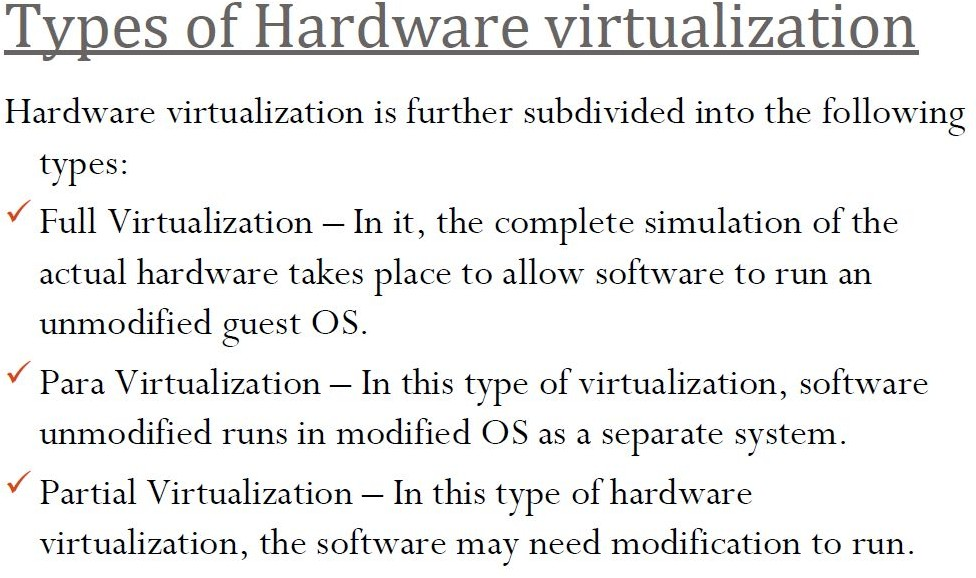 Types of Hardware virtualization
Hardware virtualization is further subdivided into the following
types:
✓ Full Virtualization – In it, the complete simulation of the
actual hardware takes place to allow software to run an
unmodified guest OS.
✓ Para Virtualization – In this type of virtualization, software
unmodified runs in modified OS as a separate system.
✓ Partial Virtualization – In this type of hardware
virtualization, the software may need modification to run.